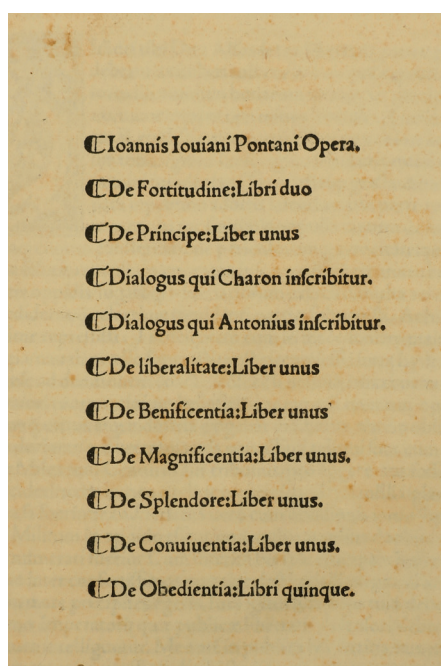 ⸿Ioannis Iouiani Pontani Opera.
⸿De Fortitudine:Libri duo
⸿De Principe:Liber unus
⸿Dialogus qui Charon inſcribitur.
⸿Dialogus qui Antonius inſcribitur.
⸿De liberalitate:Liber unus
⸿De Benificentia:Liber unus
⸿De Magnificentia:Liber unus.
⸿De Splendore:Liber unus.
⸿De Conuiuentia:Liber unus.
⸿De Obedientia:Libri quinque.